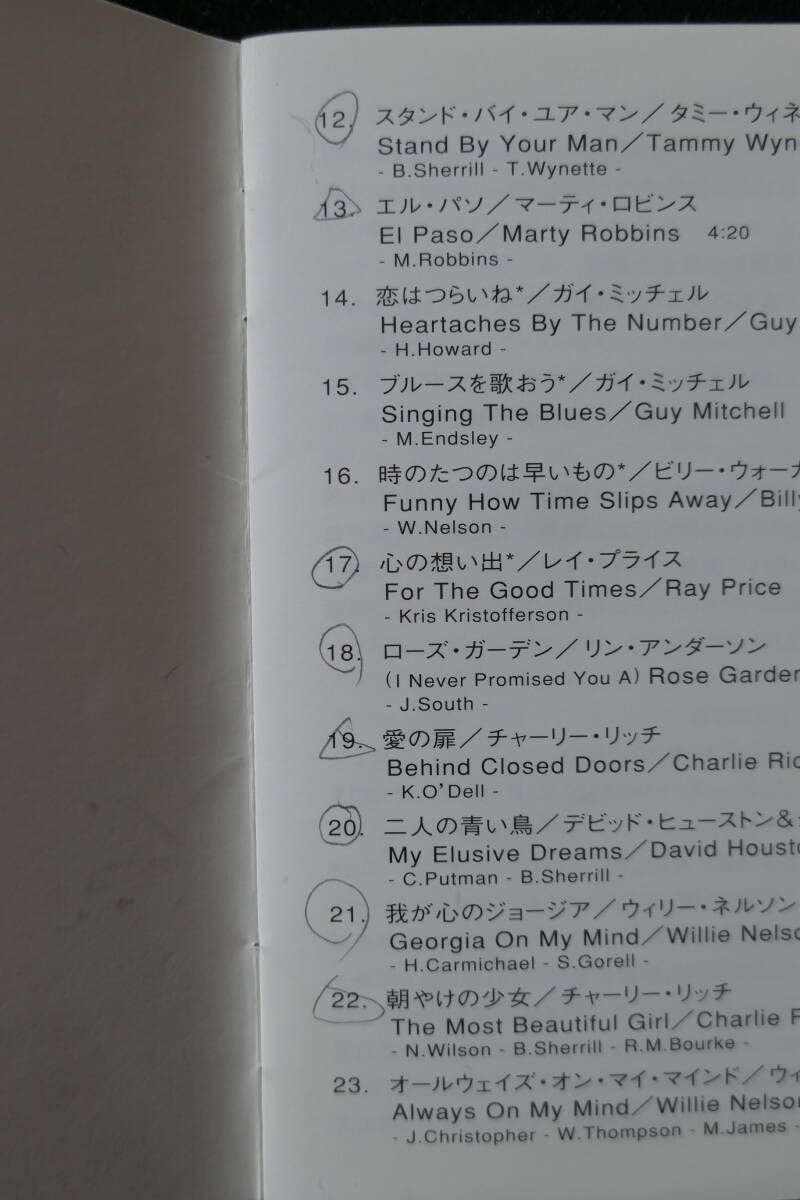 12. スタンド・バイ・ユア・マン／タミー・ウィネ
Stand By Your Man／Tammy Wyn
- B.Sherrill - T.Wynette -
13. エル・パソ／マーティ・ロビンス
El Paso／Marty Robbins 4:20
- M.Robbins -
14. 恋はつらいね*／ガイ・ミッチェル
Heartaches By The Number／Guy
- H.Howard -
15. ブルースを歌おう*／ガイ・ミッチェル
Singing The Blues／Guy Mitchell
- M.Endsley -
16. 時のたつのは早いもの*／ビリー・ウォーカ
Funny How Time Slips Away／Billy
- W.Nelson -
17. 心の想い出*／レイ・プライス
For The Good Times／Ray Price
- Kris Kristofferson -
18. ローズ・ガーデン／リン・アンダーソン
(I Never Promised You A) Rose Garden
- J.South -
19. 愛の扉／チャーリー・リッチ
Behind Closed Doors／Charlie Ric
- K.O'Dell -
20. 二人の青い鳥／デビッド・ヒューストン＆
My Elusive Dreams／David Housto
- C.Putman - B.Sherrill -
21. 我が心のジョージア／ウィリー・ネルソン
Georgia On My Mind／Willie Nelso
- H.Carmichael - S.Gorell -
22. 朝やけの少女／チャーリー・リッチ
The Most Beautiful Girl／Charlie R
- N.Wilson - B.Sherrill - R.M.Bourke -
23. オールウェイズ・オン・マイ・マインド／ウィ
Always On My Mind／Willie Nelson
- J.Christopher - W.Thompson - M.James -